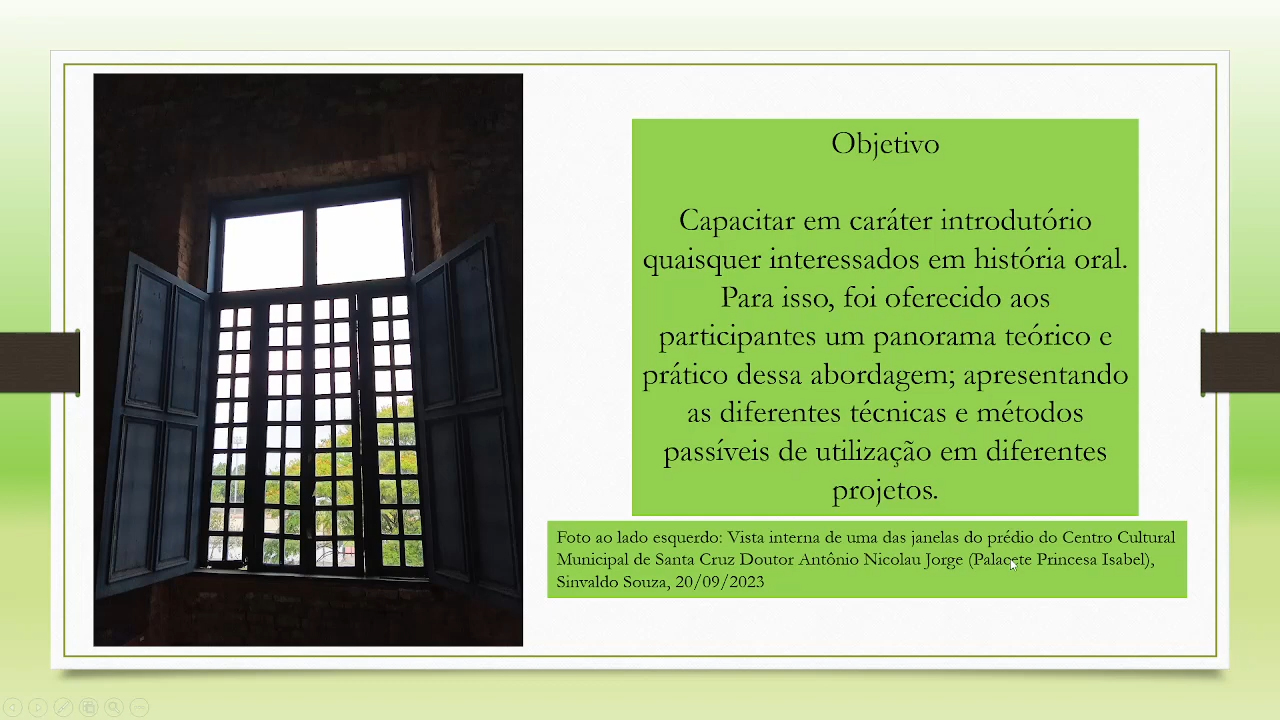 Objetivo
Capacitar em caráter introdutório
quaisquer interessados em história oral.
Para isso, foi oferecido aos
participantes um panorama teórico e
prático dessa abordagem; apresentando
as diferentes técnicas e métodos
passíveis de utilização em diferentes
projetos.
Foto ao lado esquerdo: Vista interna de uma das janelas do prédio do Centro Cultural
Municipal de Santa Cruz Doutor Antônio Nicolau Jorge (Palacete Princesa Isabel),
Sinvaldo Souza, 20/09/2023